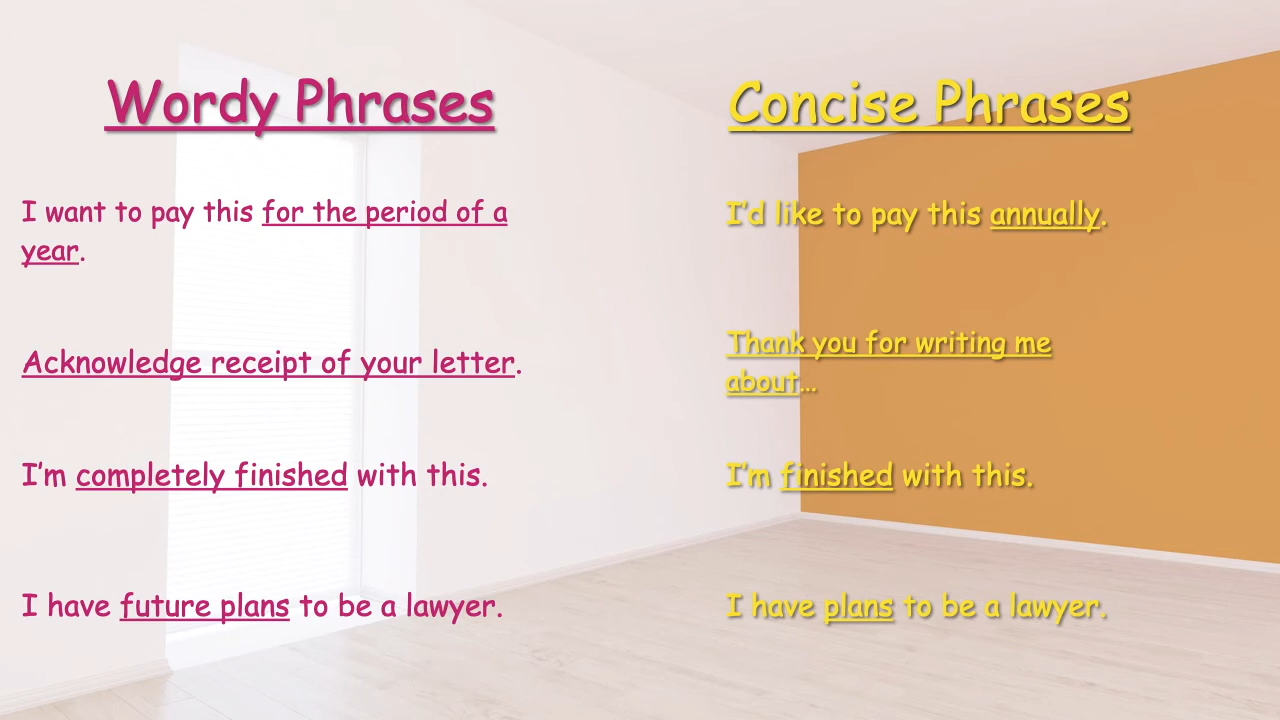 Wordy Phrases
I want to pay this for the period of a
year.
Acknowledge receipt of your letter.
I’m completely finished with this.
I have future plans to be a lawyer.
Concise Phrases
I’d like to pay this annually.
Thank you for writing me
about…
I’m finished with this.
I have plans to be a lawyer.